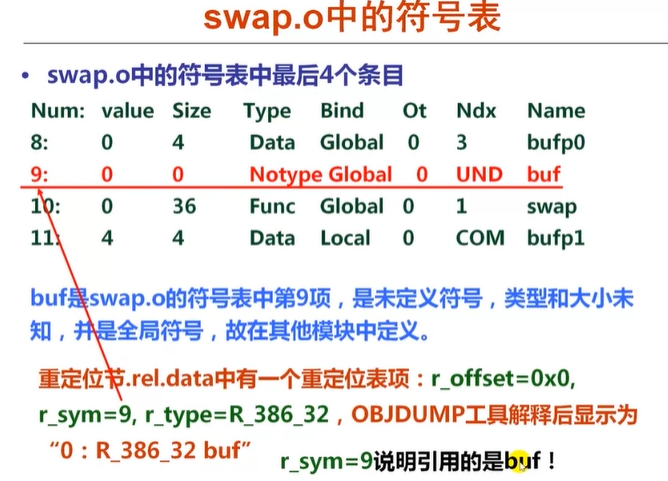 swap.o中的符号表
• swap.o中的符号表中最后4个条目
Num: value Size Type Bind Ot Ndx Name
8: 0 4 Data Global 0 3 bufp0
9: 0 0 Notype Global 0 UND buf
10: 0 36 Func Global 0 1 swap
11: 4 4 Data Local 0 COM bufp1
buf是swap.o的符号表中第9项，是未定义符号，类型和大小未
知，并是全局符号，故在其他模块中定义。
重定位节.rel.data中有一个重定位表项：r_offset=0x0,
r_sym=9, r_type=R_386_32，OBJDUMP工具解释后显示为
“0：R_386_32 buf”
r_sym=9说明引用的是buf！